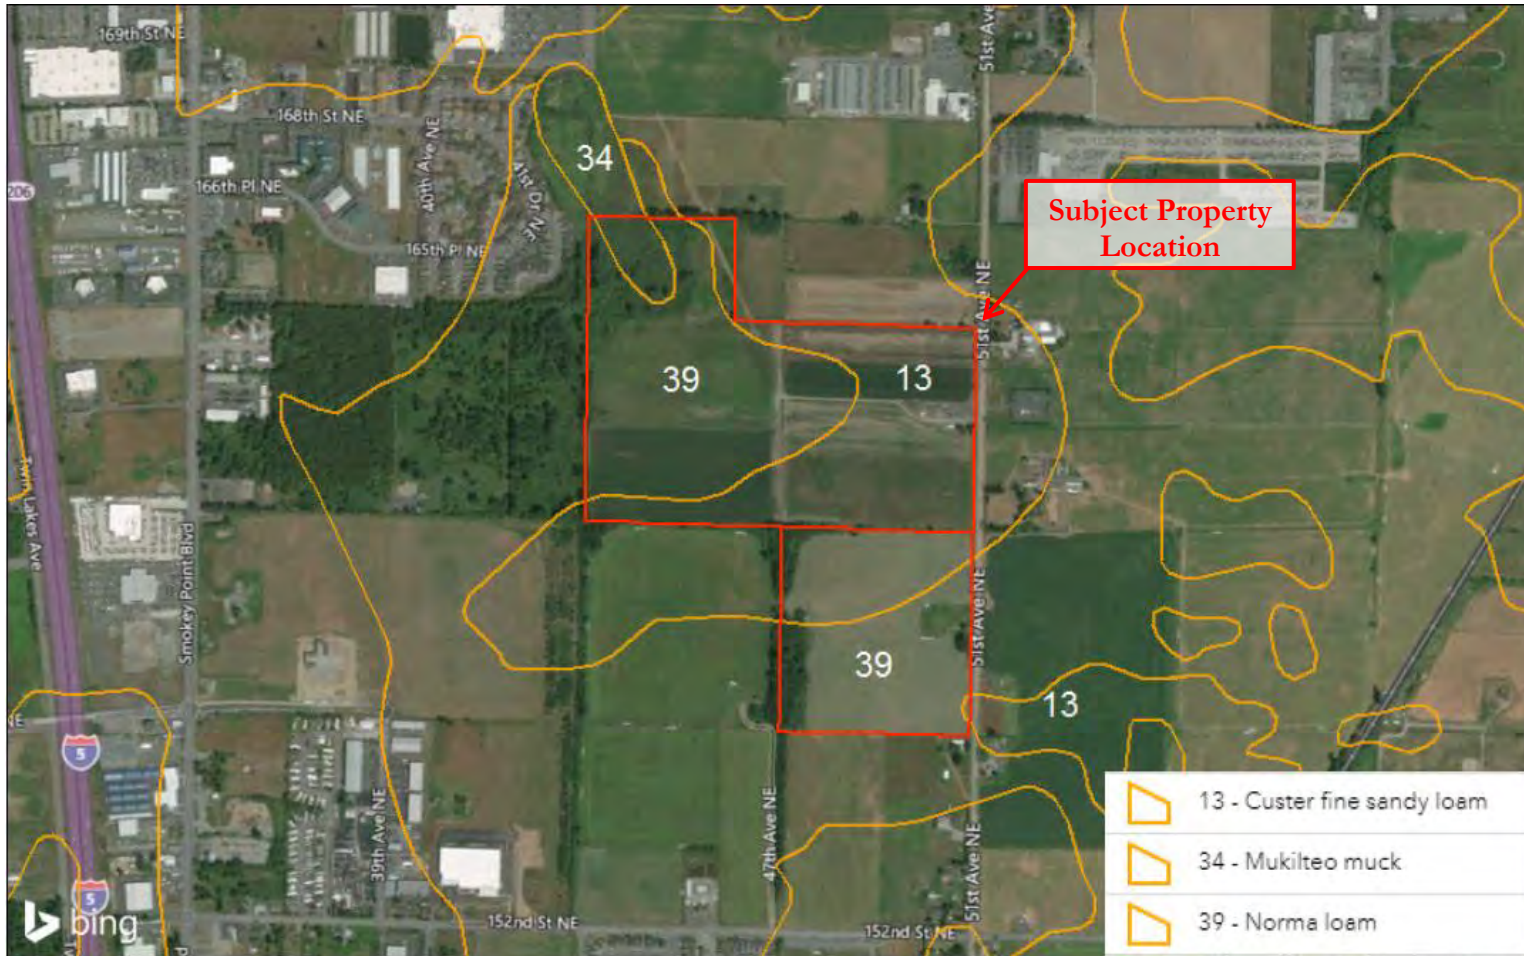 169th St NE
168th St NE
51st Ave
40th Ave NE
34
206
166th Pl NE
41st Dr NE
165th Pl NE
Subject Property
Location
51st Ave NE
39
13
Twin Lakes Ave
Smokey Point Blvd
51st Ave NE
39
13
NE
5
39th Ave NE
47th Ave NE
51st Ave NE
13 - Custer fine sandy loam
34 - Mukilteo muck
39 - Norma loam
5
bing
152nd St NE
152nd St NE